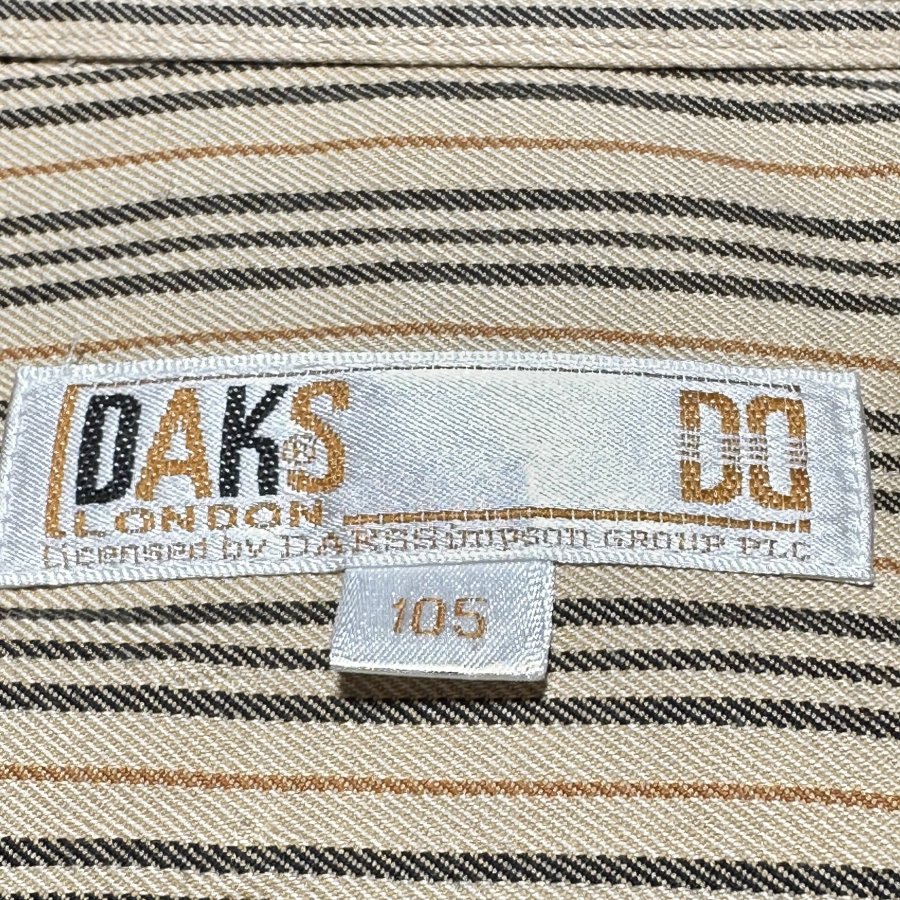 DAKS DD
LONDON
Licensed by DAKS Simpson GROUP PLC
105